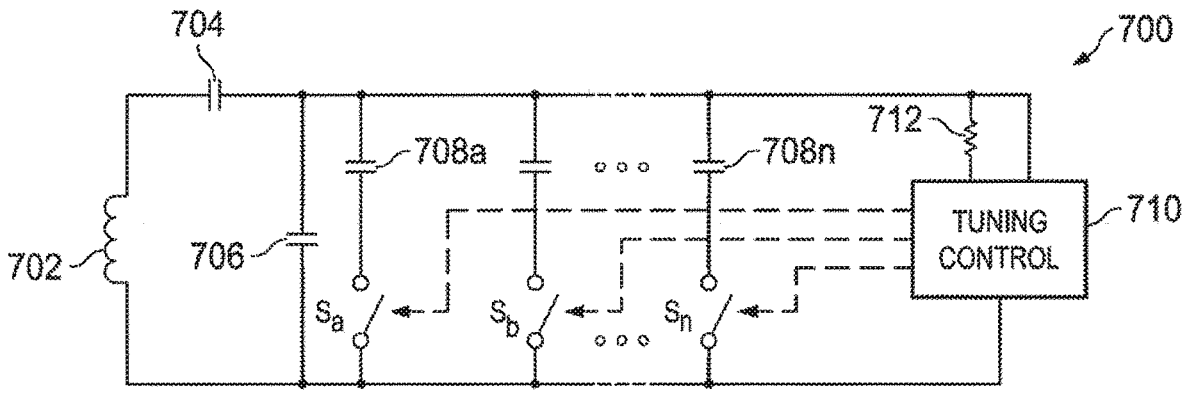 704
700
712
708a
708n
TUNING
CONTROL
710
702
706
Sa
Sb
Sn